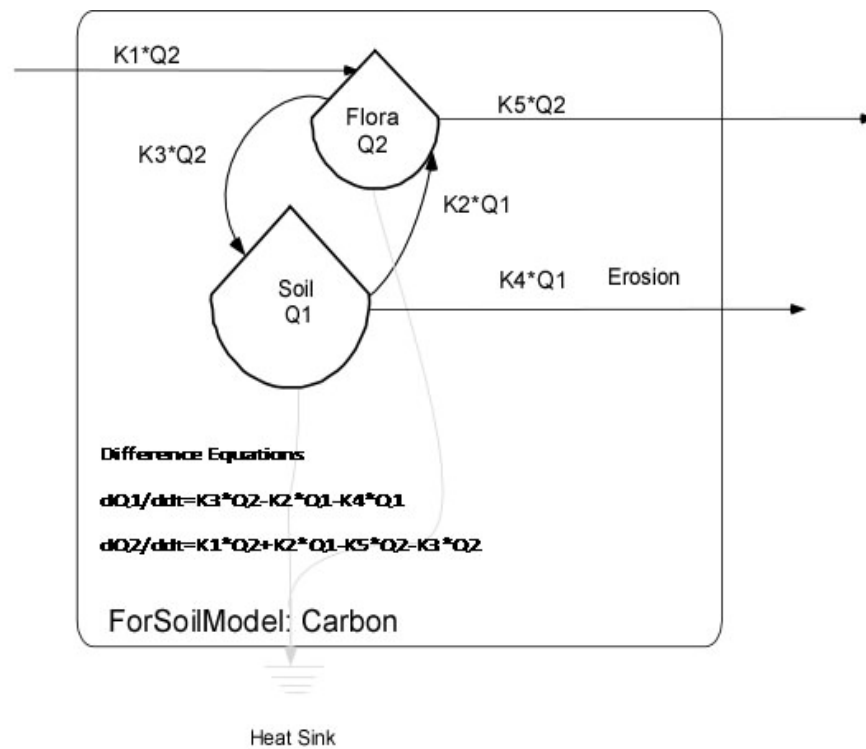 K1*Q2
Flora
Q2
K5*Q2
K3*Q2
K2*Q1
Soil
Q1
K4*Q1 Erosion
Difference Equations
dQ1/ddt=K3*Q2-K2*Q1-K4*Q1
dQ2/ddt=K1*Q2+K2*Q1-K5*Q2-K3*Q2
ForSoilModel: Carbon
Heat Sink